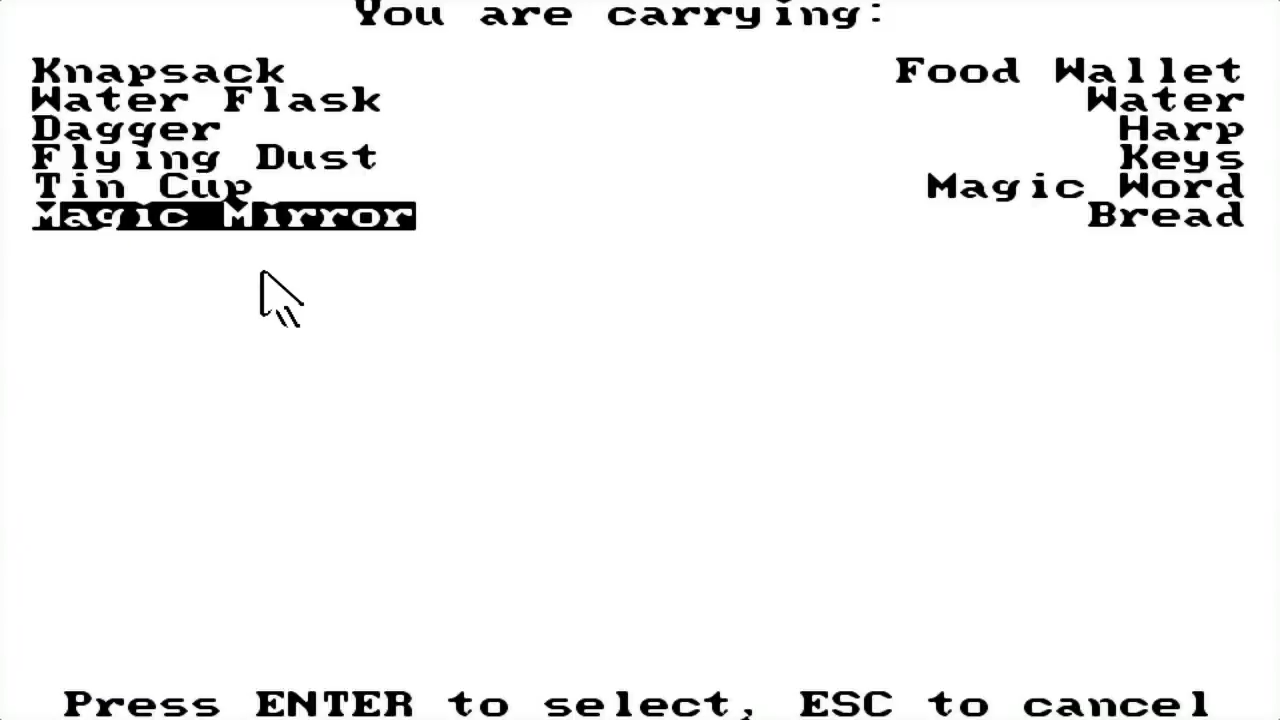 You are carrying:
Knapsack Food Wallet
Water Flask Water
Dagger Harp
Flying Dust Keys
Tin Cup Magic Word
Magic Mirror Bread
Press ENTER to select, ESC to cancel